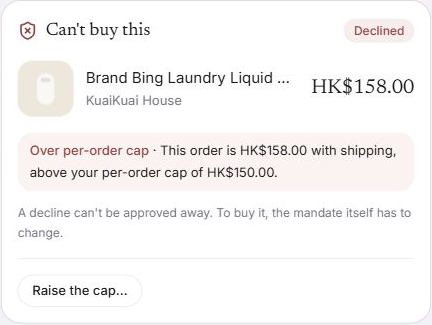 Can't buy this
Declined
Brand Bing Laundry Liquid ...
KuaiKuai House
HK$158.00
Over per-order cap · This order is HK$158.00 with shipping,
above your per-order cap of HK$150.00.
A decline can't be approved away. To buy it, the mandate itself has to
change.
Raise the cap...